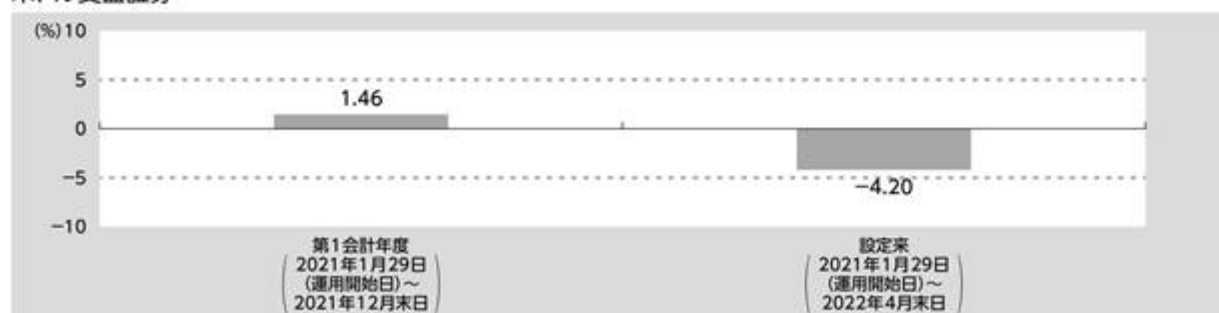 (%)10
5
1.46
0
−5
−4.20
−10
第1会計年度
2021年1月29日
(運用開始日)～
2021年12月末日
設定来
2021年1月29日
(運用開始日)～
2022年4月末日